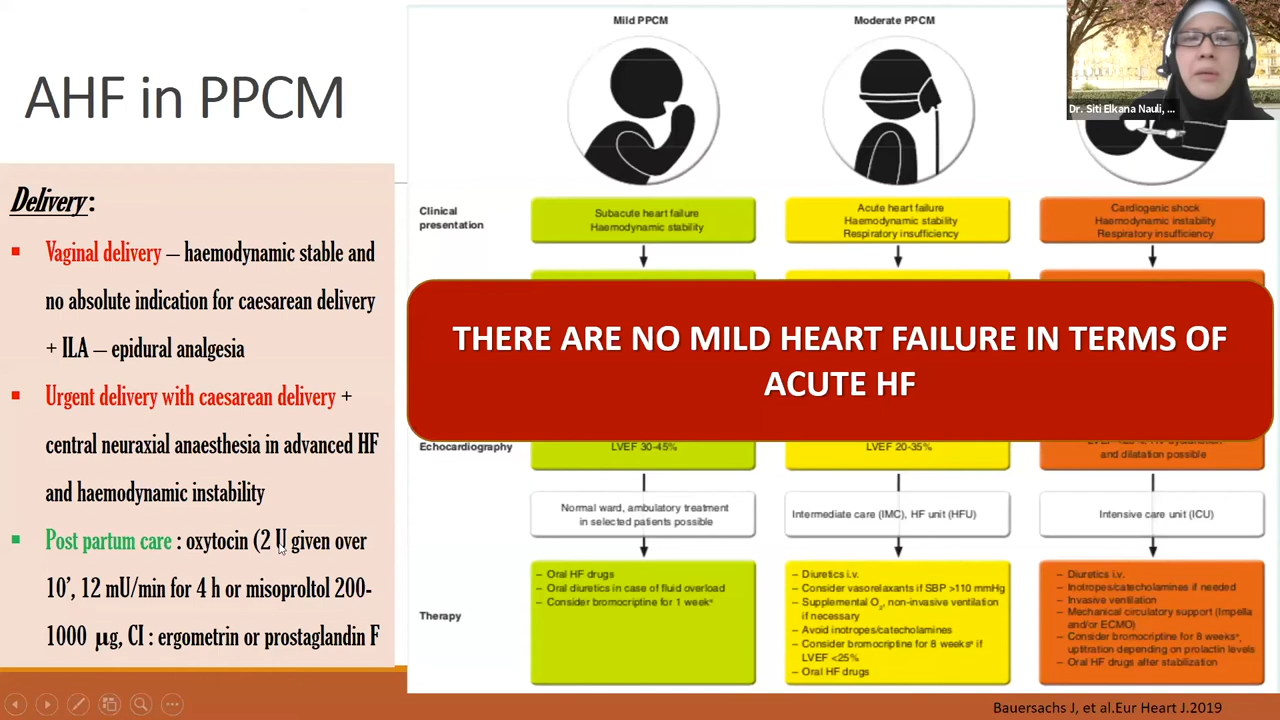 AHF in PPCM
Delivery:
Vaginal delivery – haemodynamic stable and
no absolute indication for caesarean delivery
+ ILA – epidural analgesia
Urgent delivery with caesarean delivery +
central neuraxial anaesthesia in advanced HF
and haemodynamic instability
Post partum care : oxytocin (2 U given over
10’, 12 mU/min for 4 h or misoproltol 200-
1000 µg, CI : ergometrin or prostaglandin F
Mild PPCM
Moderate PPCM
Dr. Siti Elkana Nauli, ...
Clinical
presentation
Subacute heart failure
Haemodynamic stability
Acute heart failure
Haemodynamic stability
Respiratory insufficiency
Cardiogenic shock
Haemodynamic instability
Respiratory insufficiency
THERE ARE NO MILD HEART FAILURE IN TERMS OF
ACUTE HF
Echocardiography
LVEF 30-45%
LVEF 20-35%
and dilatation possible
Normal ward, ambulatory treatment
in selected patients possible
Intermediate care (IMC), HF unit (HFU)
Intensive care unit (ICU)
Therapy
– Oral HF drugs
– Oral diuretics in case of fluid overload
– Consider bromocriptine for 1 weekᵃ
– Diuretics i.v.
– Consider vasorelaxants if SBP >110 mmHg
– Supplemental O₂, non-invasive ventilation
if necessary
– Avoid inotropes/catecholamines
– Consider bromocriptine for 8 weeksᵃ if
LVEF <25%
– Oral HF drugs
– Diuretics i.v.
– Inotropes/catecholamines if needed
– Invasive ventilation
– Mechanical circulatory support (Impella
and/or ECMO)
– Consider bromocriptine for 8 weeksᵃ,
uptitration depending on prolactin levels
– Oral HF drugs after stabilization
Bauersachs J, et al.Eur Heart J.2019